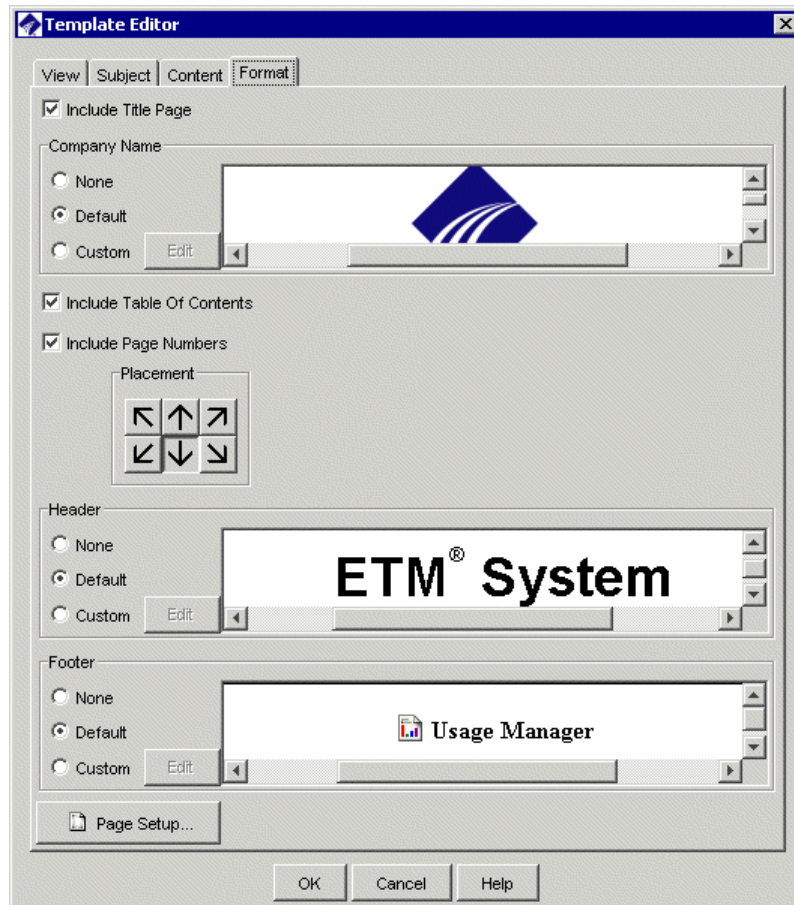 Template Editor
View Subject Content Format
Include Title Page
Company Name
None
Default
Custom Edit
Include Table Of Contents
Include Page Numbers
Placement
Header
None
Default
Custom Edit
ETM® System
Footer
None
Default
Custom Edit
Usage Manager
Page Setup...
OK Cancel Help